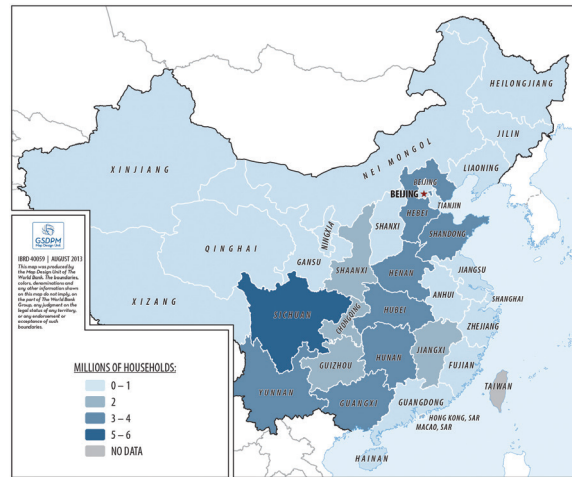 HEILONGJIANG
JILIN
LIAONING
NEI MONGOL
XINJIANG
BEIJING
BEIJING
TIANJIN
HEBEI
SHANXI
NINGXIA
SHANDONG
QINGHAI
GANSU
SHAANXI
HENAN
JIANGSU
XIZANG
SICHUAN
CHONGQING
HUBEI
ANHUI
SHANGHAI
ZHEJIANG
GUIZHOU
HUNAN
JIANGXI
FUJIAN
YUNNAN
GUANGXI
GUANGDONG
TAIWAN
HONG KONG, SAR
MACAO, SAR
HAINAN
GSDPM
Map Design Unit
IBRD 40059 | AUGUST 2013
This map was produced by
the Map Design Unit of The
World Bank. The boundaries,
colors, denominations and
any other information shown
on this map do not imply, on
the part of The World Bank
Group, any judgment on the
legal status of any territory,
or any endorsement or
acceptance of such
boundaries.
MILLIONS OF HOUSEHOLDS:
0 – 1
2
3 – 4
5 – 6
NO DATA